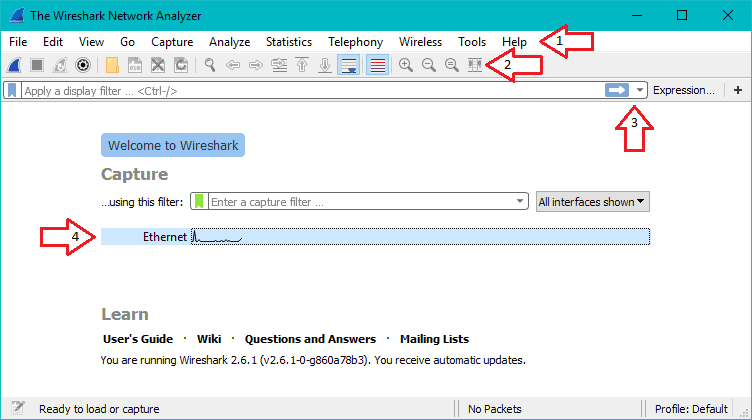 The Wireshark Network Analyzer
File Edit View Go Capture Analyze Statistics Telephony Wireless Tools Help 1
2
Apply a display filter ... <Ctrl-/> Expression... +
3
Welcome to Wireshark
Capture
...using this filter: Enter a capture filter ... All interfaces shown
4 Ethernet
Learn
User's Guide · Wiki · Questions and Answers · Mailing Lists
You are running Wireshark 2.6.1 (v2.6.1-0-g860a78b3). You receive automatic updates.
Ready to load or capture No Packets Profile: Default